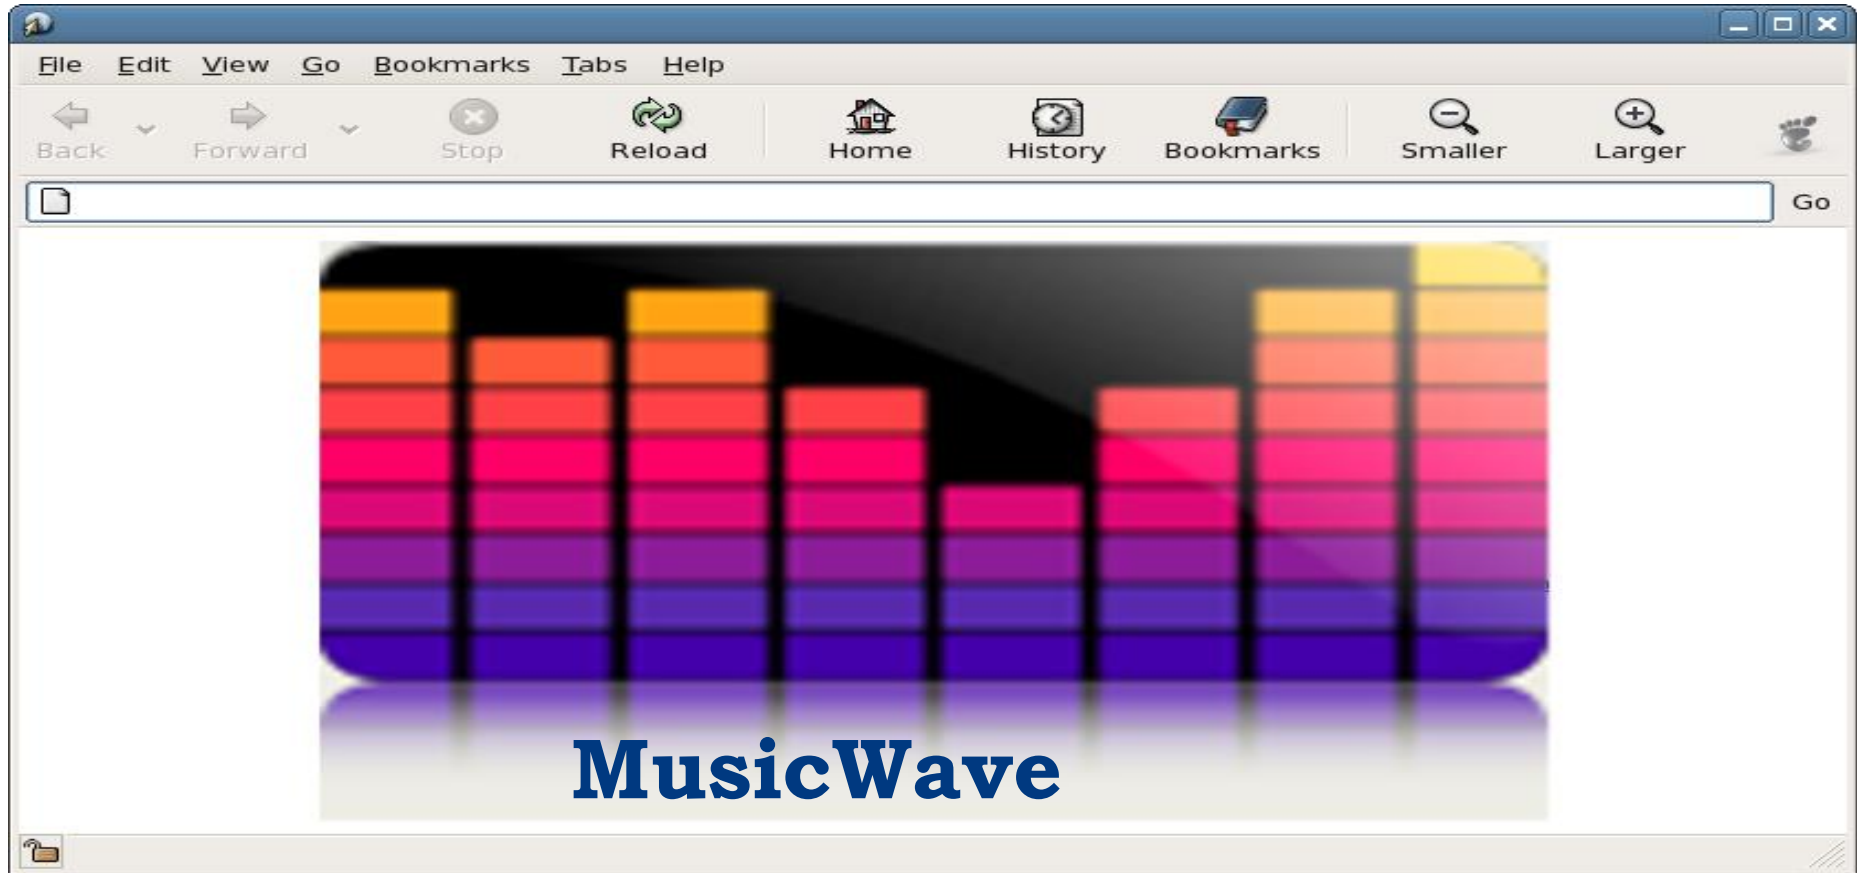 File Edit View Go Bookmarks Tabs Help
Back Forward Stop Reload Home History Bookmarks Smaller Larger
Go
MusicWave